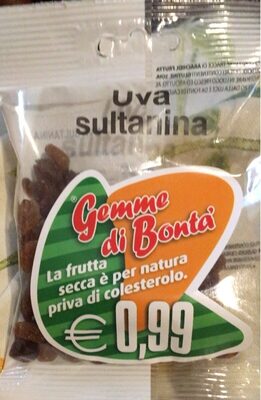 Uva
sultanina
Gemme
di Bontà
La frutta
secca è per natura
priva di colesterolo.
€ 0,99